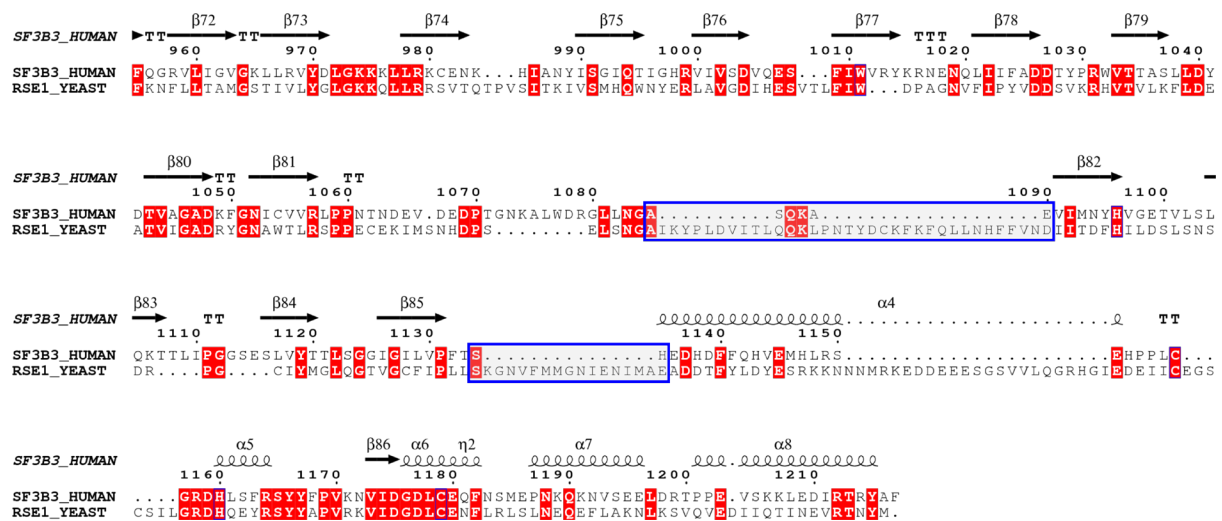 SF3B3_HUMAN TT β72 TT β73 β74 β75 β76 β77 TTT β78 β79
960 970 980 990 1000 1010 1020 1030 1040
SF3B3_HUMAN FQGRVLIGVGKLLRVYDLGKKKLLRKCENK...HIANYISGIQTIGHRVIVSDVQES...FIWVRYKRNENQLIIFADDTYPRWVTTASLLDY
RSE1_YEAST FKNFLLTAMGSTIVLYGLGKKQLLRRSVTQTPVSITKIVSMHQWNYERLAVGDIHESVTLFIW...DPAGNVFIPYVDDSVKRHVTVLKFLDE
SF3B3_HUMAN β80 TT β81 TT β82
1050 1060 1070 1080 1090 1100
SF3B3_HUMAN DTVAGADKFGNICVVRLPPNTNDEV.DEDPTGNKALWDRGLLNGA..........SQKA...................EVIMNYHVGETVLSL
RSE1_YEAST ATVIGADRYGNAWTLRSPPECEKIMSNHDPS........ELSNGAIKYPLDVITLQQKLPNTYDCKFKFQLLNHFFVNDIITDFHILDSLSNS
SF3B3_HUMAN β83 TT β84 β85 α4 TT
1110 1120 1130 1140 1150
SF3B3_HUMAN QKTTLIPGGSESLVYTTLSGGIGILVPFTS...............HEDHDFFQHVEMHLRS.......................EHPPLC...
RSE1_YEAST DR....PG....CIYMGLQGTVGCFIPLLSKGNVFMMGNIENIMAEADDTFYLDYESRKKNNNMRKEDDEEESGSVVLQGRHGIEDEIICEGS
SF3B3_HUMAN α5 β86 α6 η2 α7 α8
1160 1170 1180 1190 1200 1210
SF3B3_HUMAN ....GRDHLSFRSYYFPVKNVIDGDLCEQFNSMEPNKQKNVSEELDRTPPE.VSKKLEDIRTRYAF
RSE1_YEAST CSILGRDHQEYRSYYAPVRKVIDGDLCENFLRLSLNEQEFLAKNLKSVQVEDIIQTINEVRTNYM.